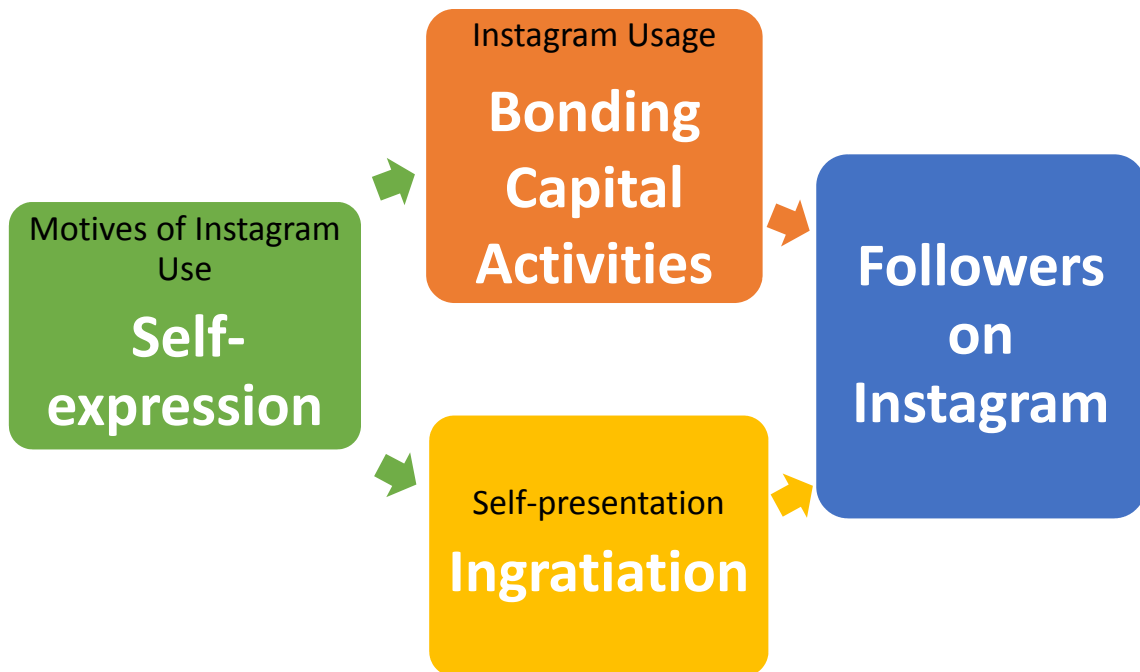 Motives of Instagram
Use
Self-
expression
Instagram Usage
Bonding
Capital
Activities
Self-presentation
Ingratiation
Followers
on
Instagram